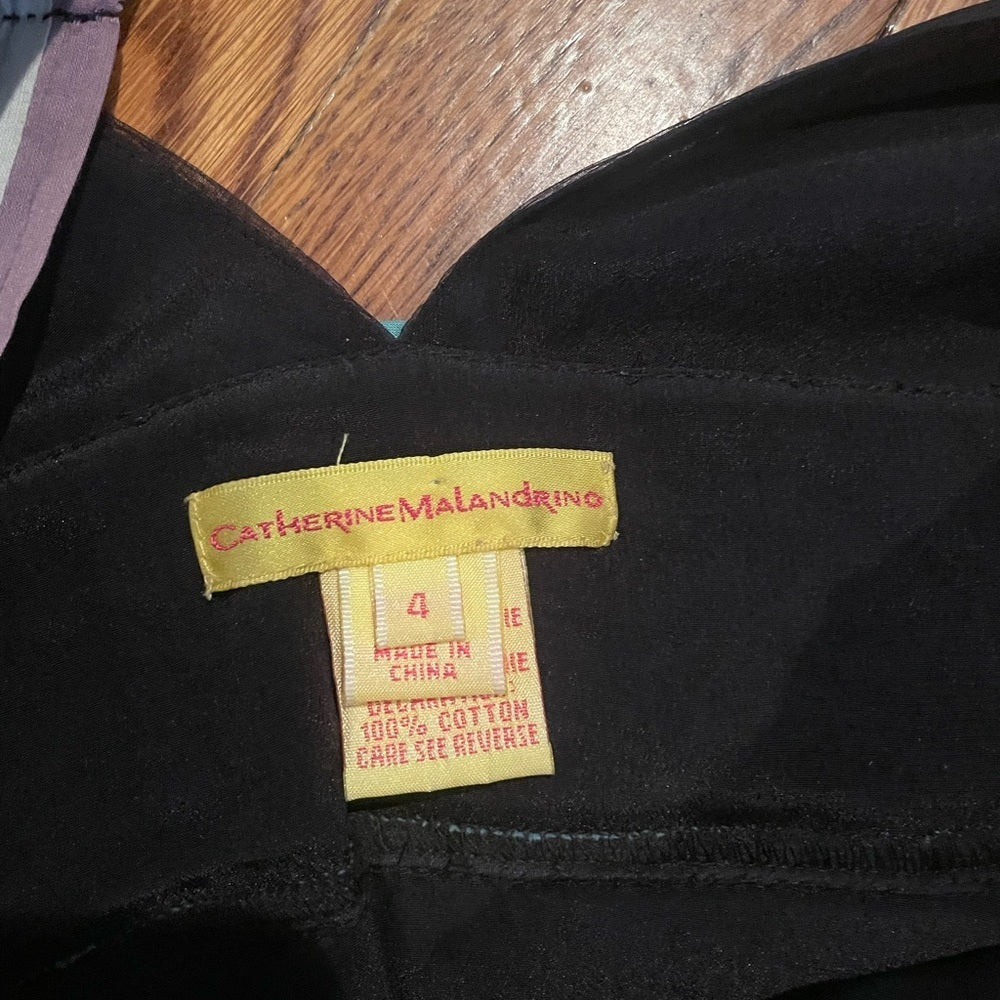 CATHERINE MALANDRINO
4
MADE IN
CHINA
100% COTTON
CARE SEE REVERSE